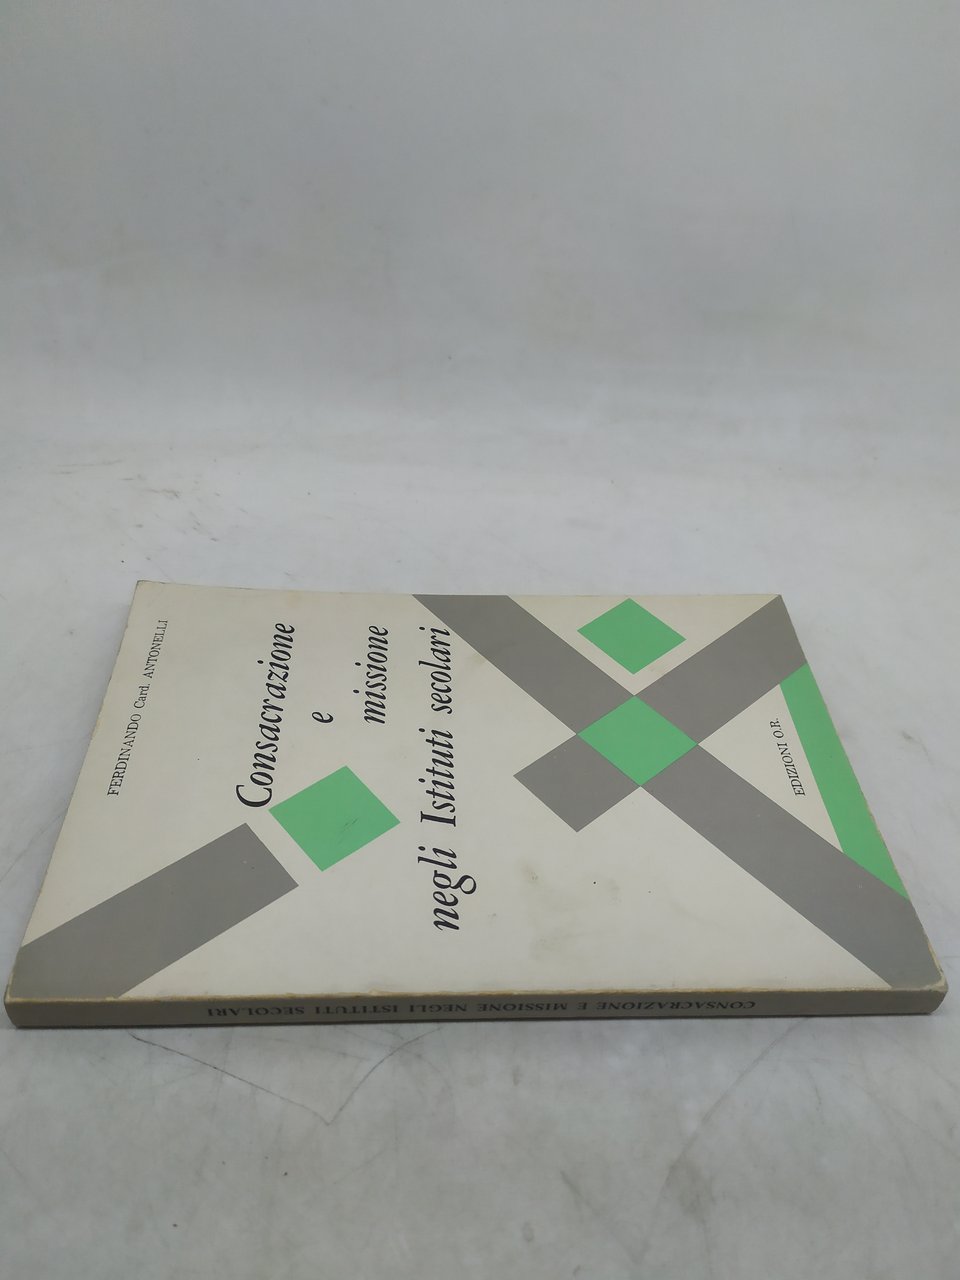 FERDINANDO Card. ANTONELLI
Consacrazione
e
missione
negli Istituti secolari
EDIZIONI O.R.
CONSACRAZIONE E MISSIONE NEGLI ISTITUTI SECOLARI